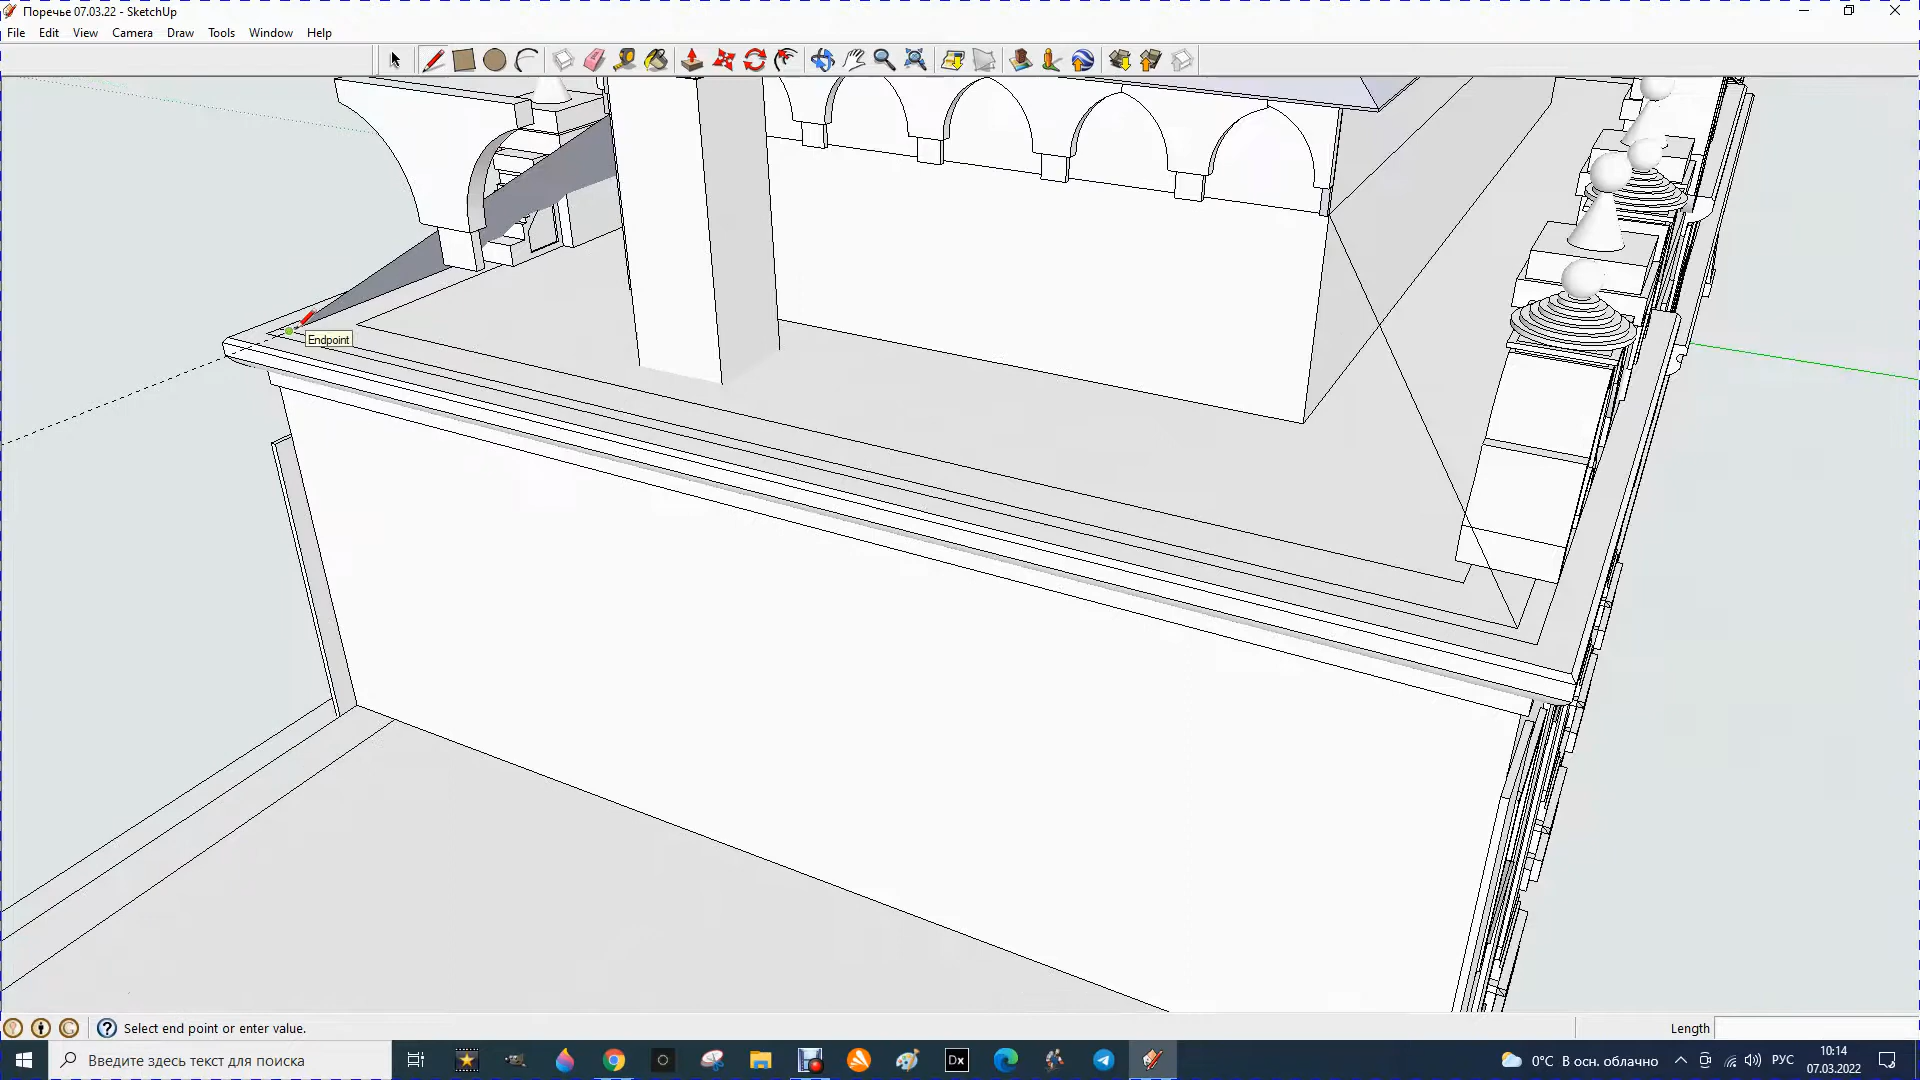 Поречье 07.03.22 - SketchUp
File Edit View Camera Draw Tools Window Help
Endpoint
Select end point or enter value.
Length
Введите здесь текст для поиска
Dx
0°C В осн. облачно
РУС
10:14
07.03.2022